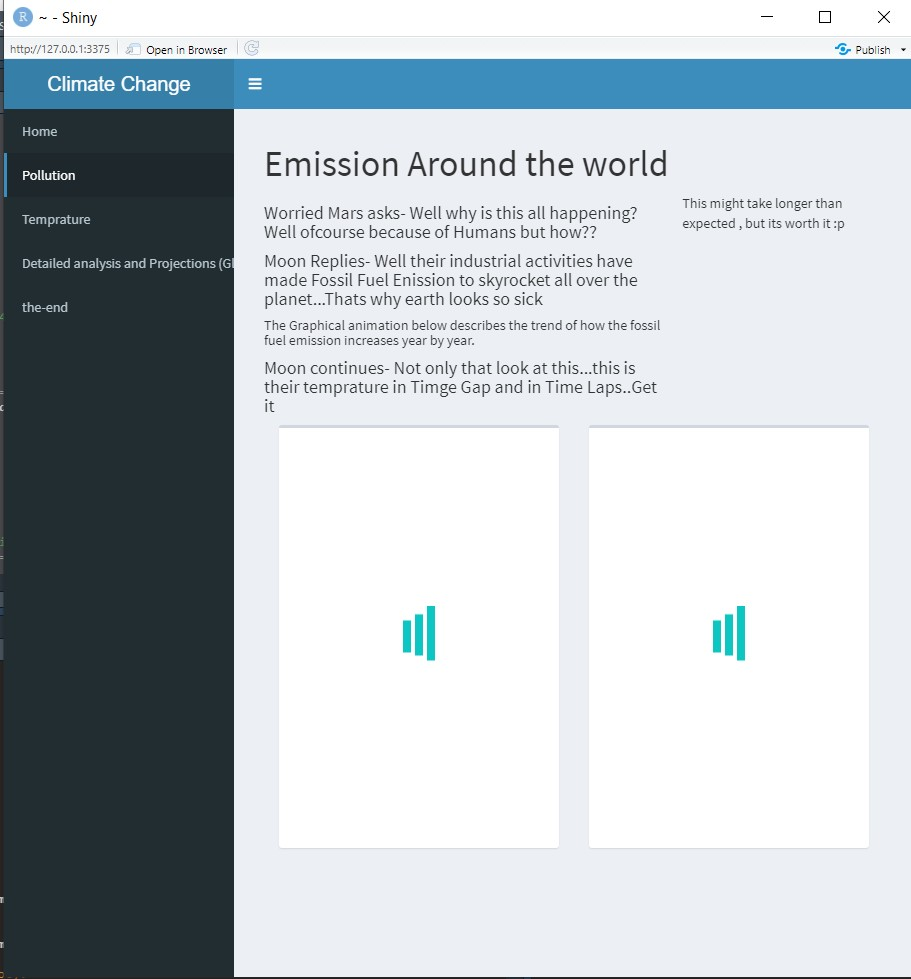 R ~ - Shiny
http://127.0.0.1:3375 Open in Browser Publish
Climate Change
Home
Pollution
Temprature
Detailed analysis and Projections (Gl
the-end
Emission Around the world
Worried Mars asks- Well why is this all happening?
Well ofcourse because of Humans but how??
Moon Replies- Well their industrial activities have
made Fossil Fuel Enission to skyrocket all over the
planet...Thats why earth looks so sick
The Graphical animation below describes the trend of how the fossil
fuel emission increases year by year.
Moon continues- Not only that look at this...this is
their temprature in Timge Gap and in Time Laps..Get
it
This might take longer than
expected , but its worth it :p